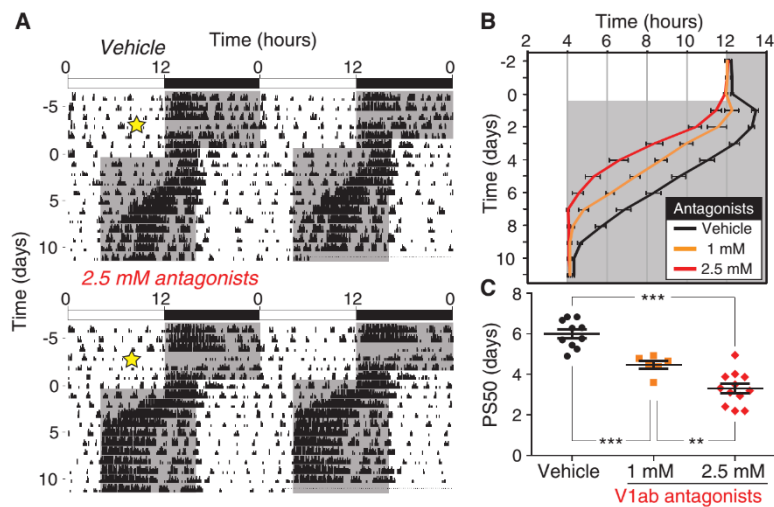 A
Vehicle
Time (hours)
0 12 0 12 0
-5
0
5
10
Time (days)
2.5 mM antagonists
0 12 0 12 0
-5
0
5
10
B
Time (hours)
0 2 4 6 8 10 12 14
-2
0
2
4
6
8
10
Time (days)
Antagonists
Vehicle
1 mM
2.5 mM
C
PS50 (days)
8
6
4
2
0
***
*** **
Vehicle 1 mM 2.5 mM
V1ab antagonists